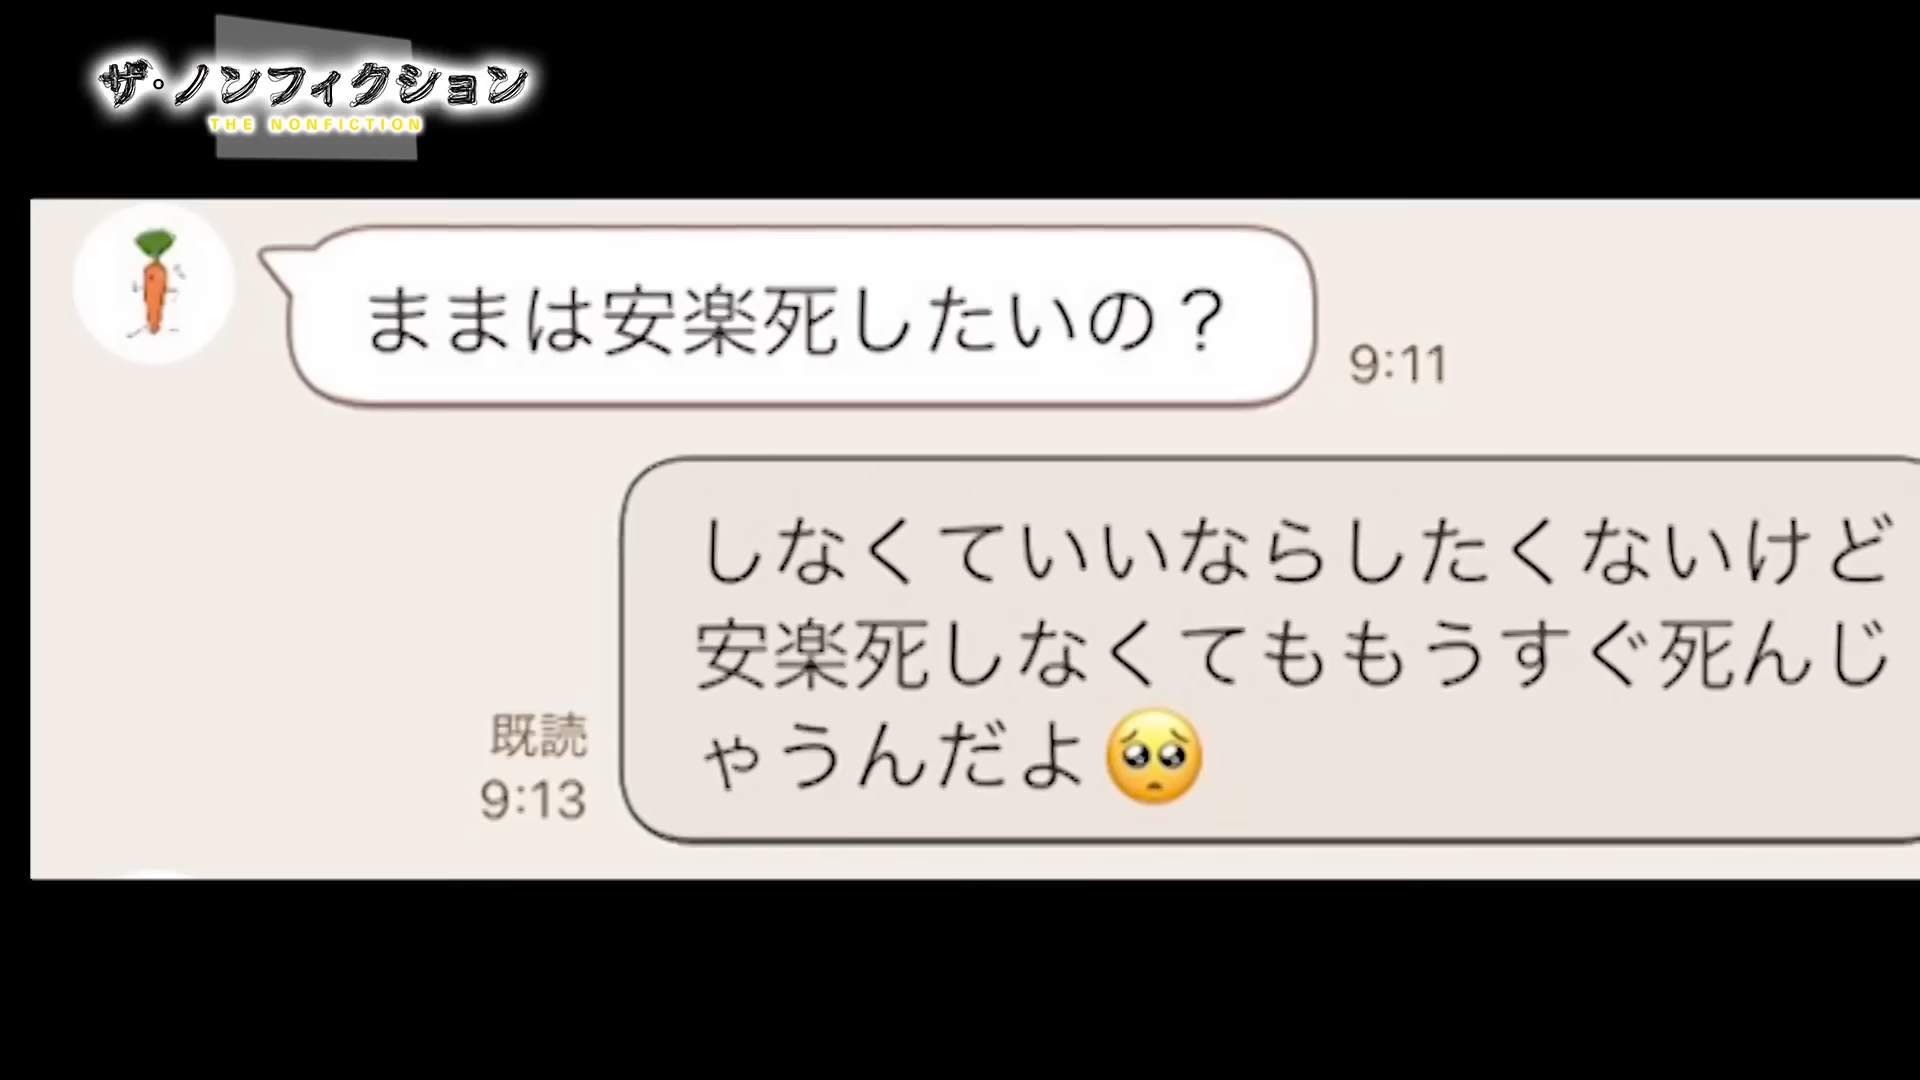 ザ・ノンフィクション
THE NONFICTION
ままは安楽死したいの？
9:11
しなくていいならしたくないけど
安楽死しなくてももうすぐ死んじ
ゃうんだよ🥺
既読
9:13